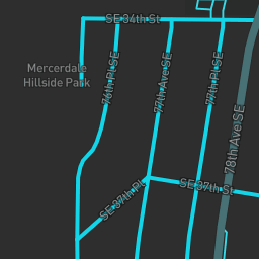 SE 34th St
Mercerdale
Hillside Park
76th Pl SE
77th Ave SE
77th Pl SE
78th Ave SE
SE 37th Pl
SE 37th St